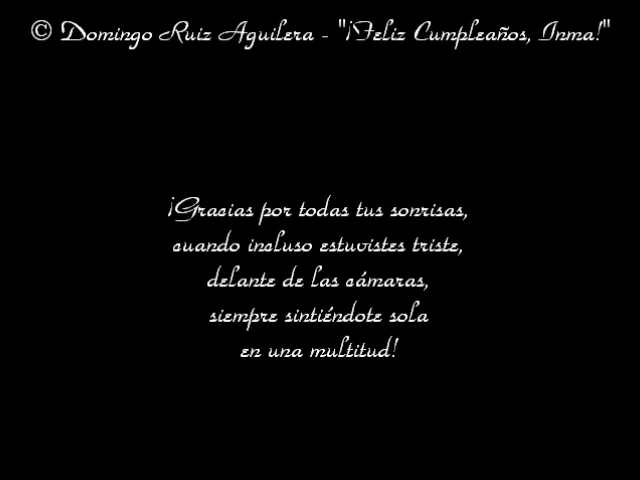 © Domingo Ruiz Aguilera - "¡Feliz Cumpleaños, Inma!"
¡Gracias por todas tus sonrisas,
cuando incluso estuvistes triste,
delante de las cámaras,
siempre sintiéndote sola
en una multitud!